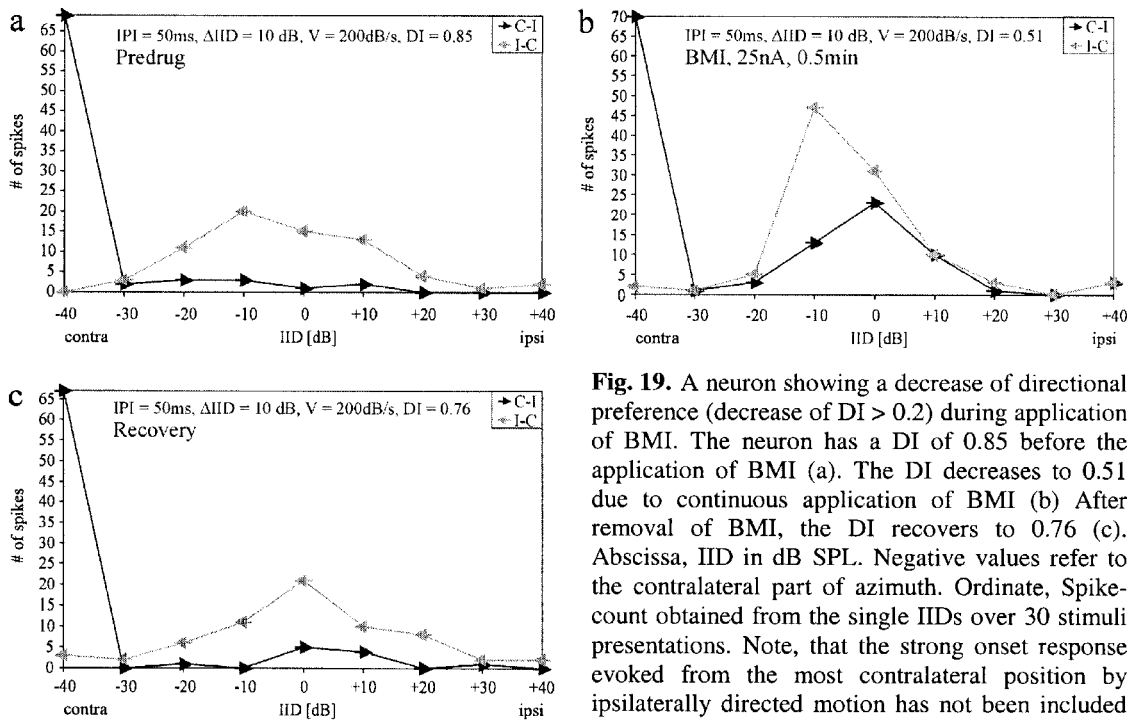 a
IPI = 50ms, ΔIID = 10 dB, V = 200dB/s, DI = 0.85
Predrug
C-I
I-C
# of spikes
65
60
55
50
45
40
35
30
25
20
15
10
5
0
-40 -30 -20 -10 0 +10 +20 +30 +40
contra IID [dB] ipsi
b
IPI = 50ms, ΔIID = 10 dB, V = 200dB/s, DI = 0.51
BMI, 25nA, 0.5min
C-I
I-C
# of spikes
70
65
60
55
50
45
40
35
30
25
20
15
10
5
0
-40 -30 -20 -10 0 +10 +20 +30 +40
contra IID [dB] ipsi
c
IPI = 50ms, ΔIID = 10 dB, V = 200dB/s, DI = 0.76
Recovery
C-I
I-C
# of spikes
65
60
55
50
45
40
35
30
25
20
15
10
5
0
-40 -30 -20 -10 0 +10 +20 +30 +40
contra IID [dB] ipsi
Fig. 19. A neuron showing a decrease of directional
preference (decrease of DI > 0.2) during application
of BMI. The neuron has a DI of 0.85 before the
application of BMI (a). The DI decreases to 0.51
due to continuous application of BMI (b) After
removal of BMI, the DI recovers to 0.76 (c).
Abscissa, IID in dB SPL. Negative values refer to
the contralateral part of azimuth. Ordinate, Spike-
count obtained from the single IIDs over 30 stimuli
presentations. Note, that the strong onset response
evoked from the most contralateral position by
ipsilaterally directed motion has not been included